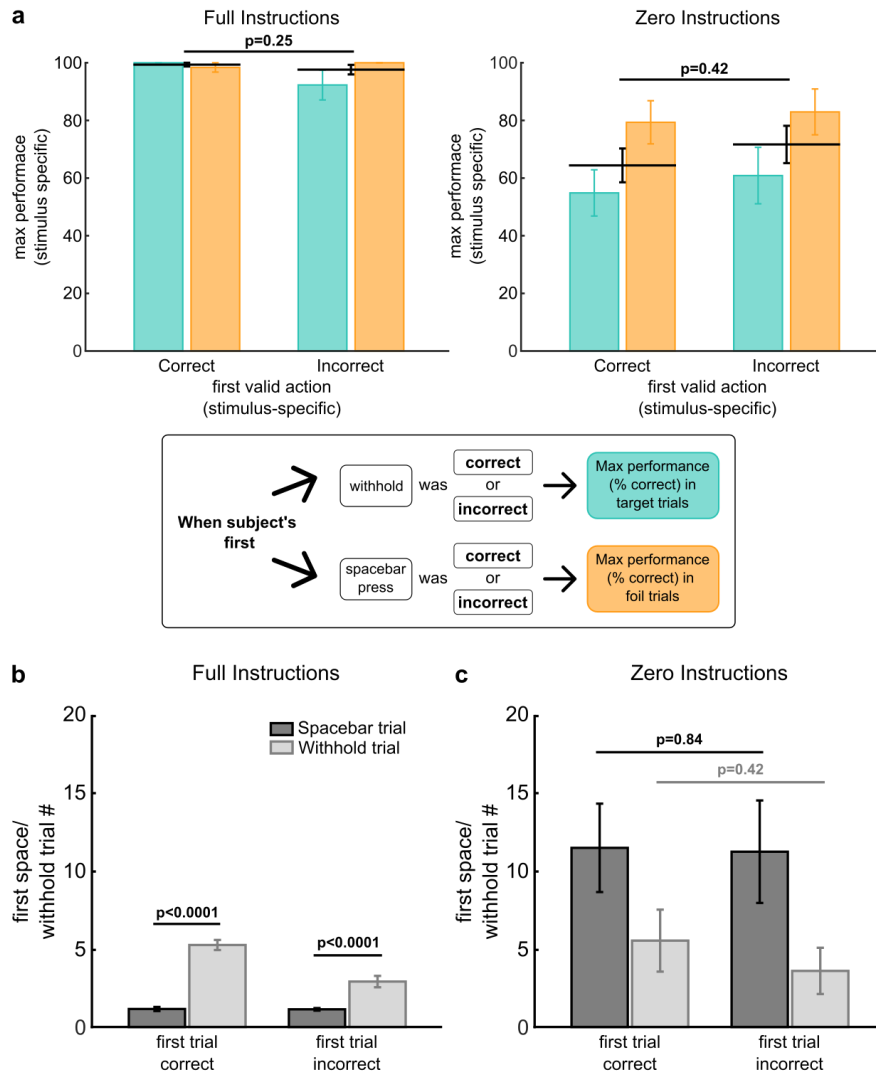 a
Full Instructions
p=0.25
max performace
(stimulus specific)
100
80
60
40
20
0
Correct
Incorrect
first valid action
(stimulus-specific)
Zero Instructions
p=0.42
max performance
(stimulus specific)
100
80
60
40
20
0
Correct
Incorrect
first valid action
(stimulus-specific)
When subject's
first
withhold
was
correct
or
incorrect
Max performance
(% correct) in
target trials
spacebar
press
was
correct
or
incorrect
Max performance
(% correct) in
foil trials
b
Full Instructions
first space/
withhold trial #
20
15
10
5
0
Spacebar trial
Withhold trial
p<0.0001
p<0.0001
first trial
correct
first trial
incorrect
c
Zero Instructions
first space/
withhold trial #
20
15
10
5
0
p=0.84
p=0.42
first trial
correct
first trial
incorrect